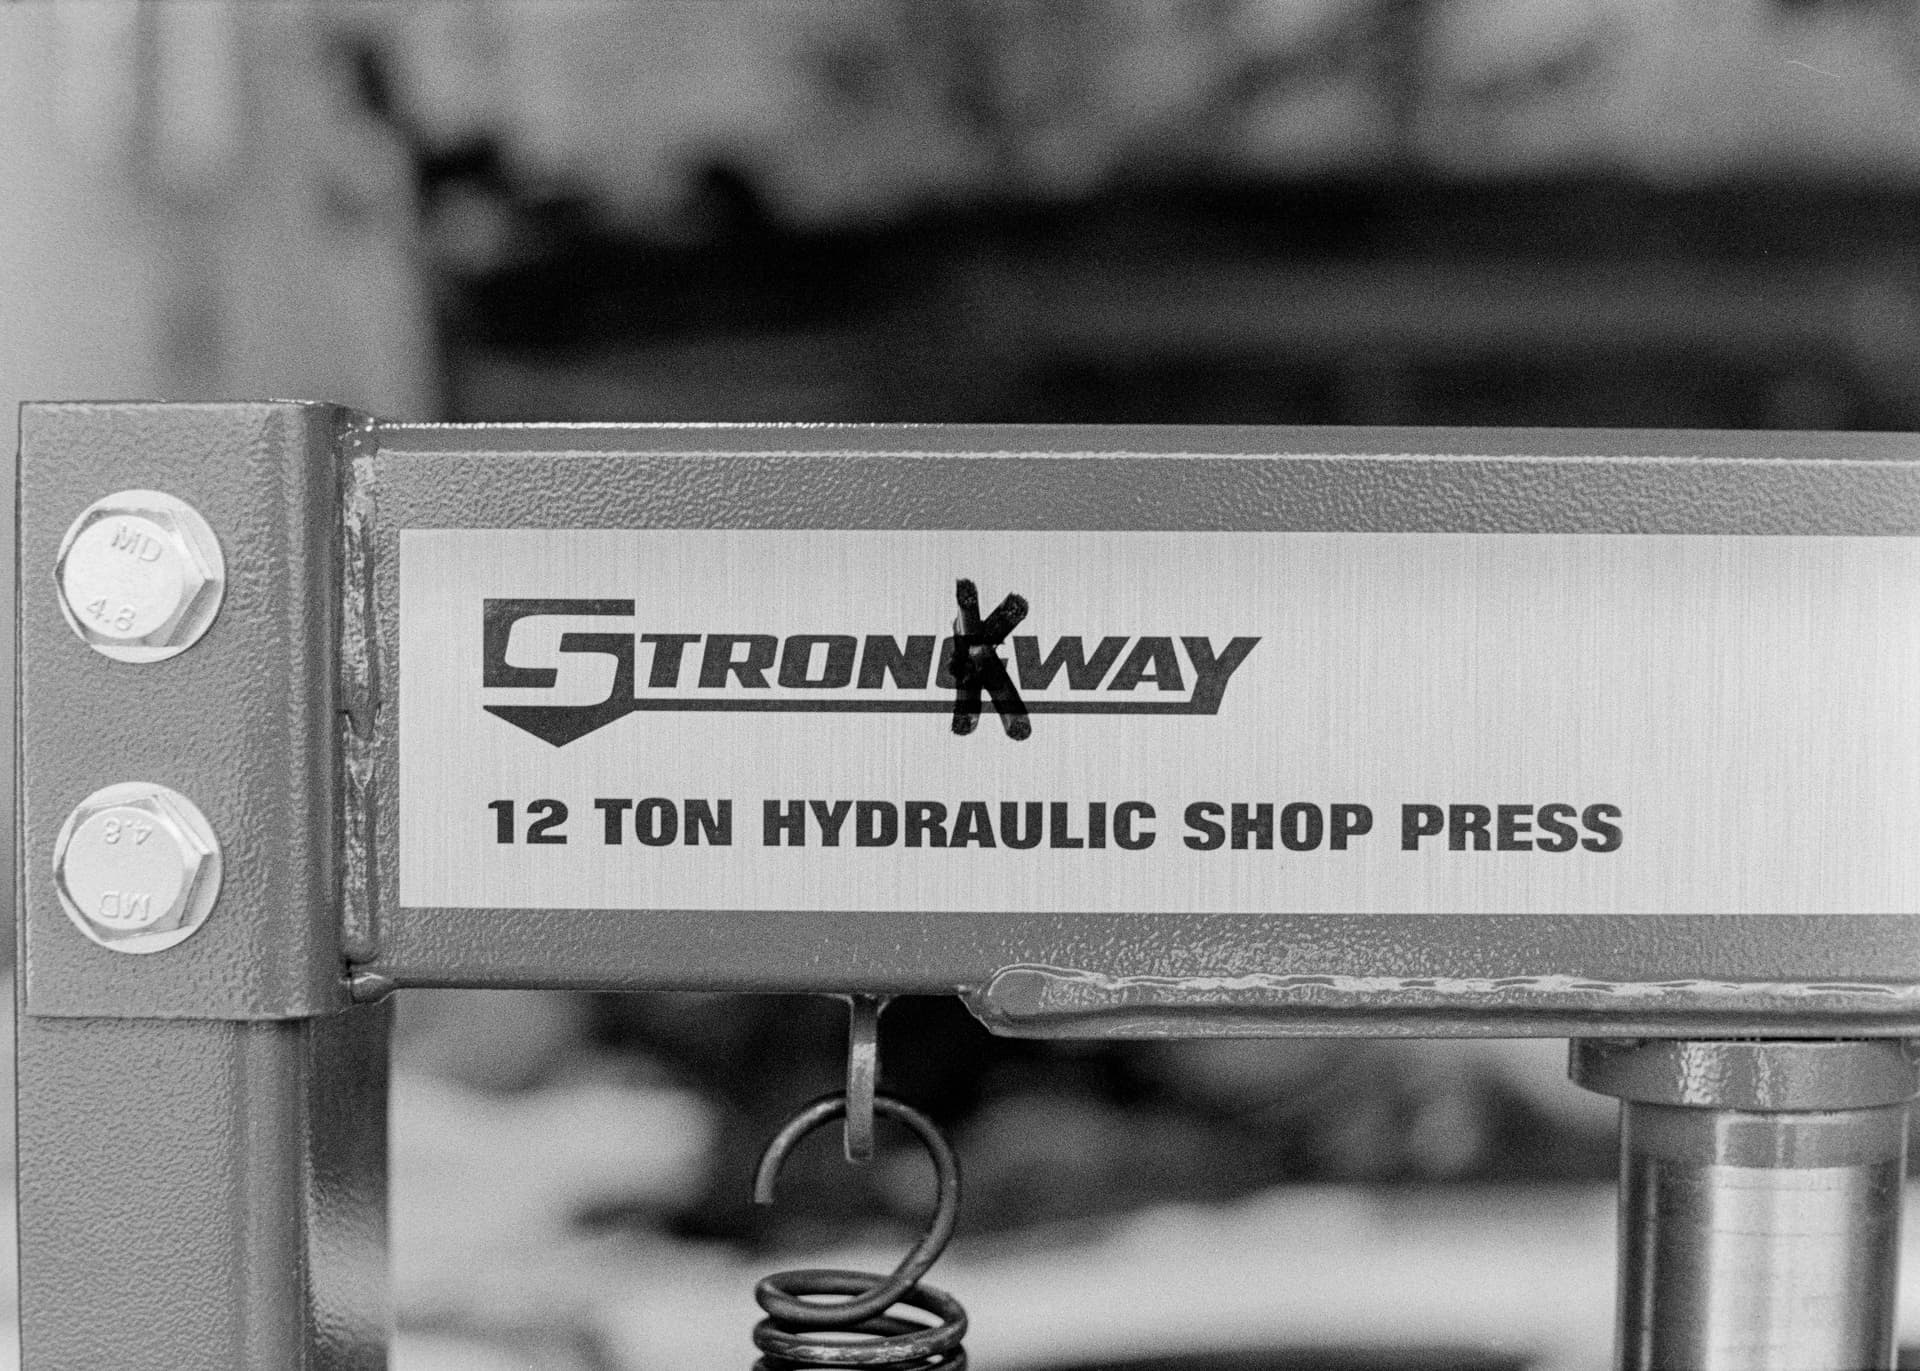 MD
4.8
STRONKWAY
12 TON HYDRAULIC SHOP PRESS
4.8
MD